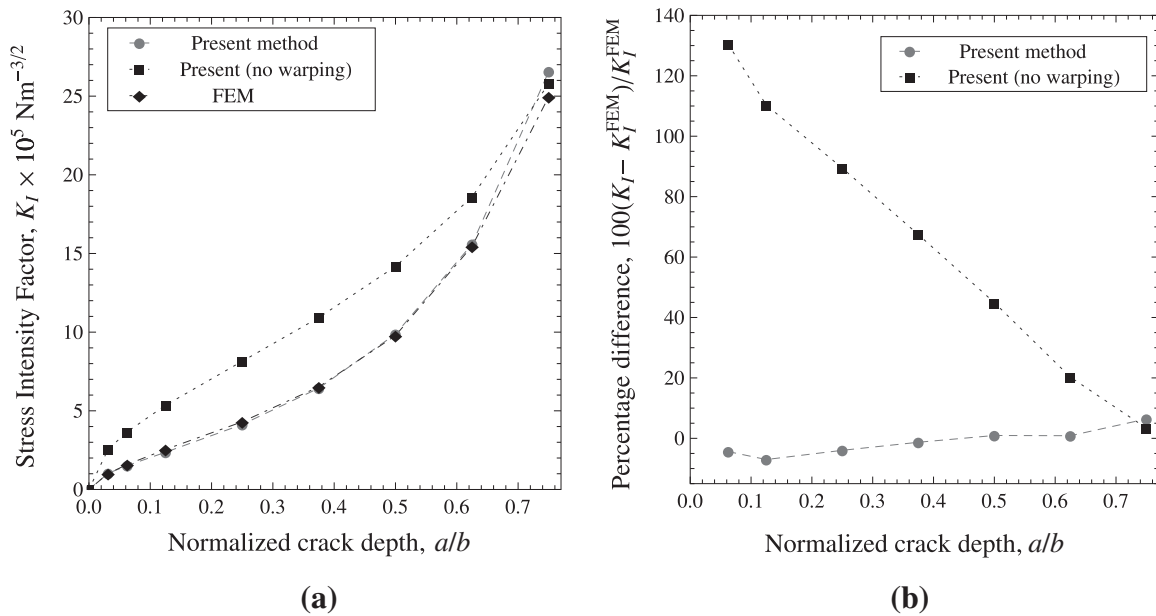 Stress Intensity Factor, K_I × 10^5 Nm^−3/2
30
25
20
15
10
5
0
Present method
Present (no warping)
FEM
0.0 0.1 0.2 0.3 0.4 0.5 0.6 0.7
Normalized crack depth, a/b
(a)
Percentage difference, 100(K_I − K_I^FEM)/K_I^FEM
140
120
100
80
60
40
20
0
Present method
Present (no warping)
0.0 0.1 0.2 0.3 0.4 0.5 0.6 0.7
Normalized crack depth, a/b
(b)